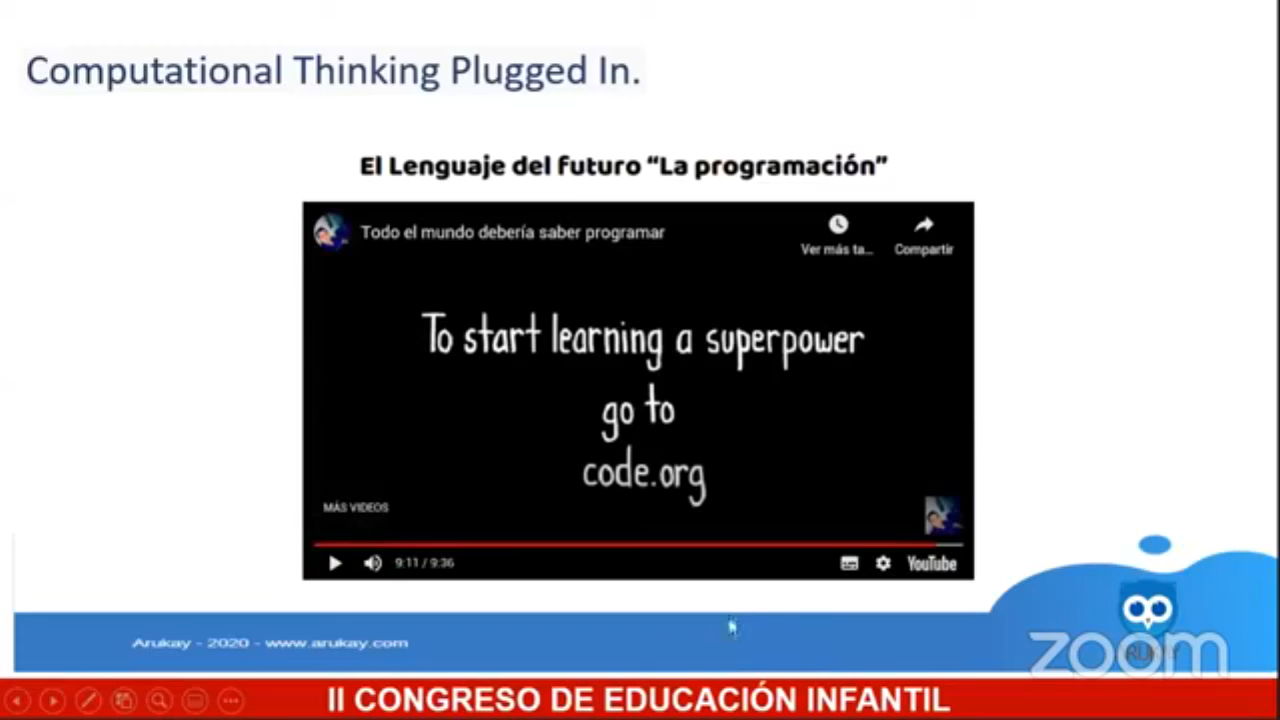 Computational Thinking Plugged In.
El Lenguaje del futuro “La programación”
Todo el mundo debería saber programar
Ver más ta...
Compartir
To start learning a superpower
go to
code.org
MÁS VIDEOS
9:11 / 9:36
YouTube
Arukay - 2020 - www.arukay.com
ARUKAY
zoom
II CONGRESO DE EDUCACIÓN INFANTIL